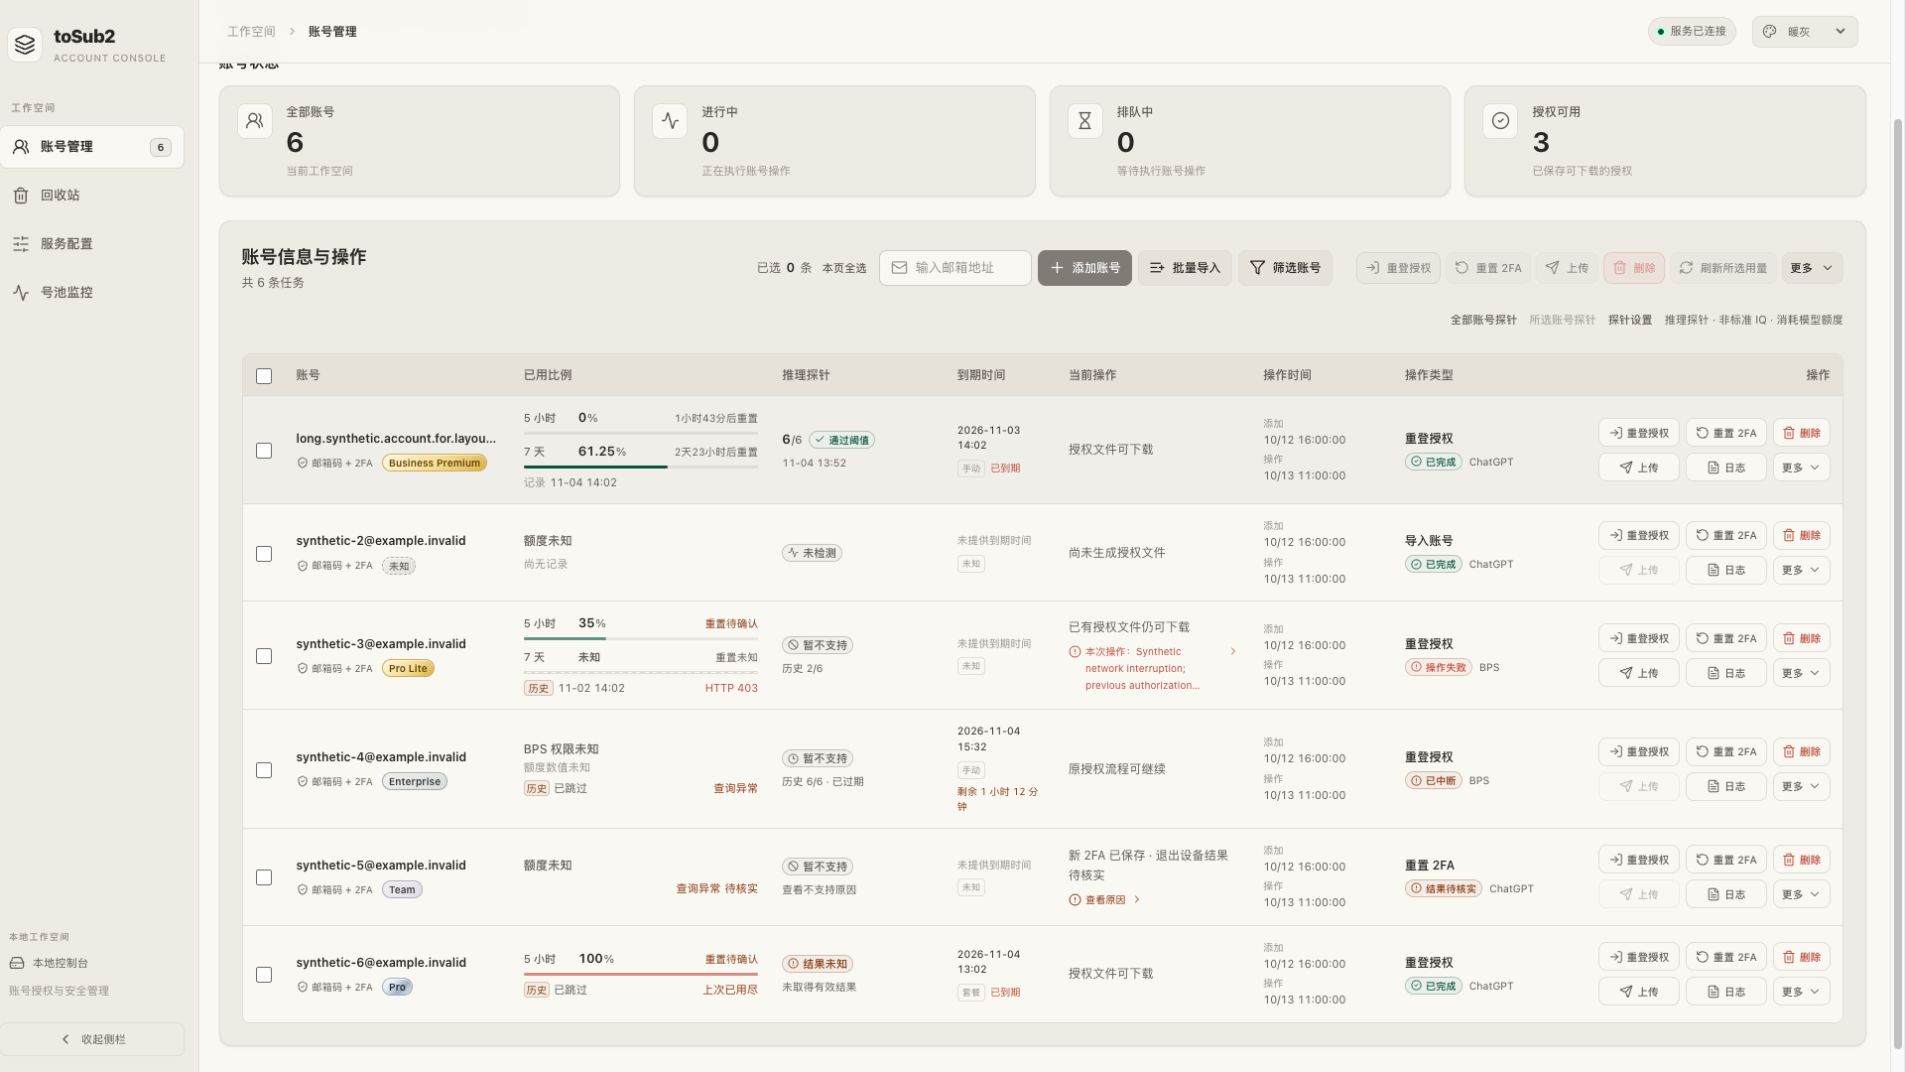 toSub2
ACCOUNT CONSOLE
工作空间
账号管理 6
回收站
服务配置
号池监控
本地工作空间
本地控制台
账号授权与安全管理
收起侧栏
工作空间 > 账号管理
服务已连接
暖灰
账号状态
全部账号
6
当前工作空间
进行中
0
正在执行账号操作
排队中
0
等待执行账号操作
授权可用
3
已保存可下载的授权
账号信息与操作
共 6 条任务
已选 0 条 本页全选 输入邮箱地址 添加账号 批量导入 筛选账号 重登授权 重置 2FA 上传 删除 刷新所选用量 更多
全部账号探针 所选账号探针 探针设置 推理探针 · 非标准 IQ · 消耗模型额度
账号 已用比例 推理探针 到期时间 当前操作 操作时间 操作类型 操作
long.synthetic.account.for.layou...
邮箱码 + 2FA Business Premium
5 小时 0% 1小时43分后重置
7 天 61.25% 2天23小时后重置
记录 11-04 14:02
6/6 通过阈值
11-04 13:52
2026-11-03
14:02
手动 已到期
授权文件可下载
添加
10/12 16:00:00
操作
10/13 11:00:00
重登授权
已完成 ChatGPT
重登授权 重置 2FA 删除
上传 日志 更多
synthetic-2@example.invalid
邮箱码 + 2FA 未知
额度未知
尚无记录
未检测
未提供到期时间
未知
尚未生成授权文件
添加
10/12 16:00:00
操作
10/13 11:00:00
导入账号
已完成 ChatGPT
重登授权 重置 2FA 删除
上传 日志 更多
synthetic-3@example.invalid
邮箱码 + 2FA Pro Lite
5 小时 35% 重置待确认
7 天 未知 重置未知
历史 11-02 14:02 HTTP 403
暂不支持
历史 2/6
未提供到期时间
未知
已有授权文件仍可下载
本次操作：Synthetic
network interruption;
previous authorization...
添加
10/12 16:00:00
操作
10/13 11:00:00
重登授权
操作失败 BPS
重登授权 重置 2FA 删除
上传 日志 更多
synthetic-4@example.invalid
邮箱码 + 2FA Enterprise
BPS 权限未知
额度数值未知
历史 已跳过 查询异常
暂不支持
历史 6/6 · 已过期
2026-11-04
15:32
手动
剩余 1 小时 12 分
钟
原授权流程可继续
添加
10/12 16:00:00
操作
10/13 11:00:00
重登授权
已中断 BPS
重登授权 重置 2FA 删除
上传 日志 更多
synthetic-5@example.invalid
邮箱码 + 2FA Team
额度未知
查询异常 待核实
暂不支持
查看不支持原因
未提供到期时间
未知
新 2FA 已保存 · 退出设备结果
待核实
查看原因
添加
10/12 16:00:00
操作
10/13 11:00:00
重置 2FA
结果待核实 ChatGPT
重登授权 重置 2FA 删除
上传 日志 更多
synthetic-6@example.invalid
邮箱码 + 2FA Pro
5 小时 100% 重置待确认
历史 已跳过 上次已用尽
结果未知
未取得有效结果
2026-11-04
13:02
套餐 已到期
授权文件可下载
添加
10/12 16:00:00
操作
10/13 11:00:00
重登授权
已完成 ChatGPT
重登授权 重置 2FA 删除
上传 日志 更多